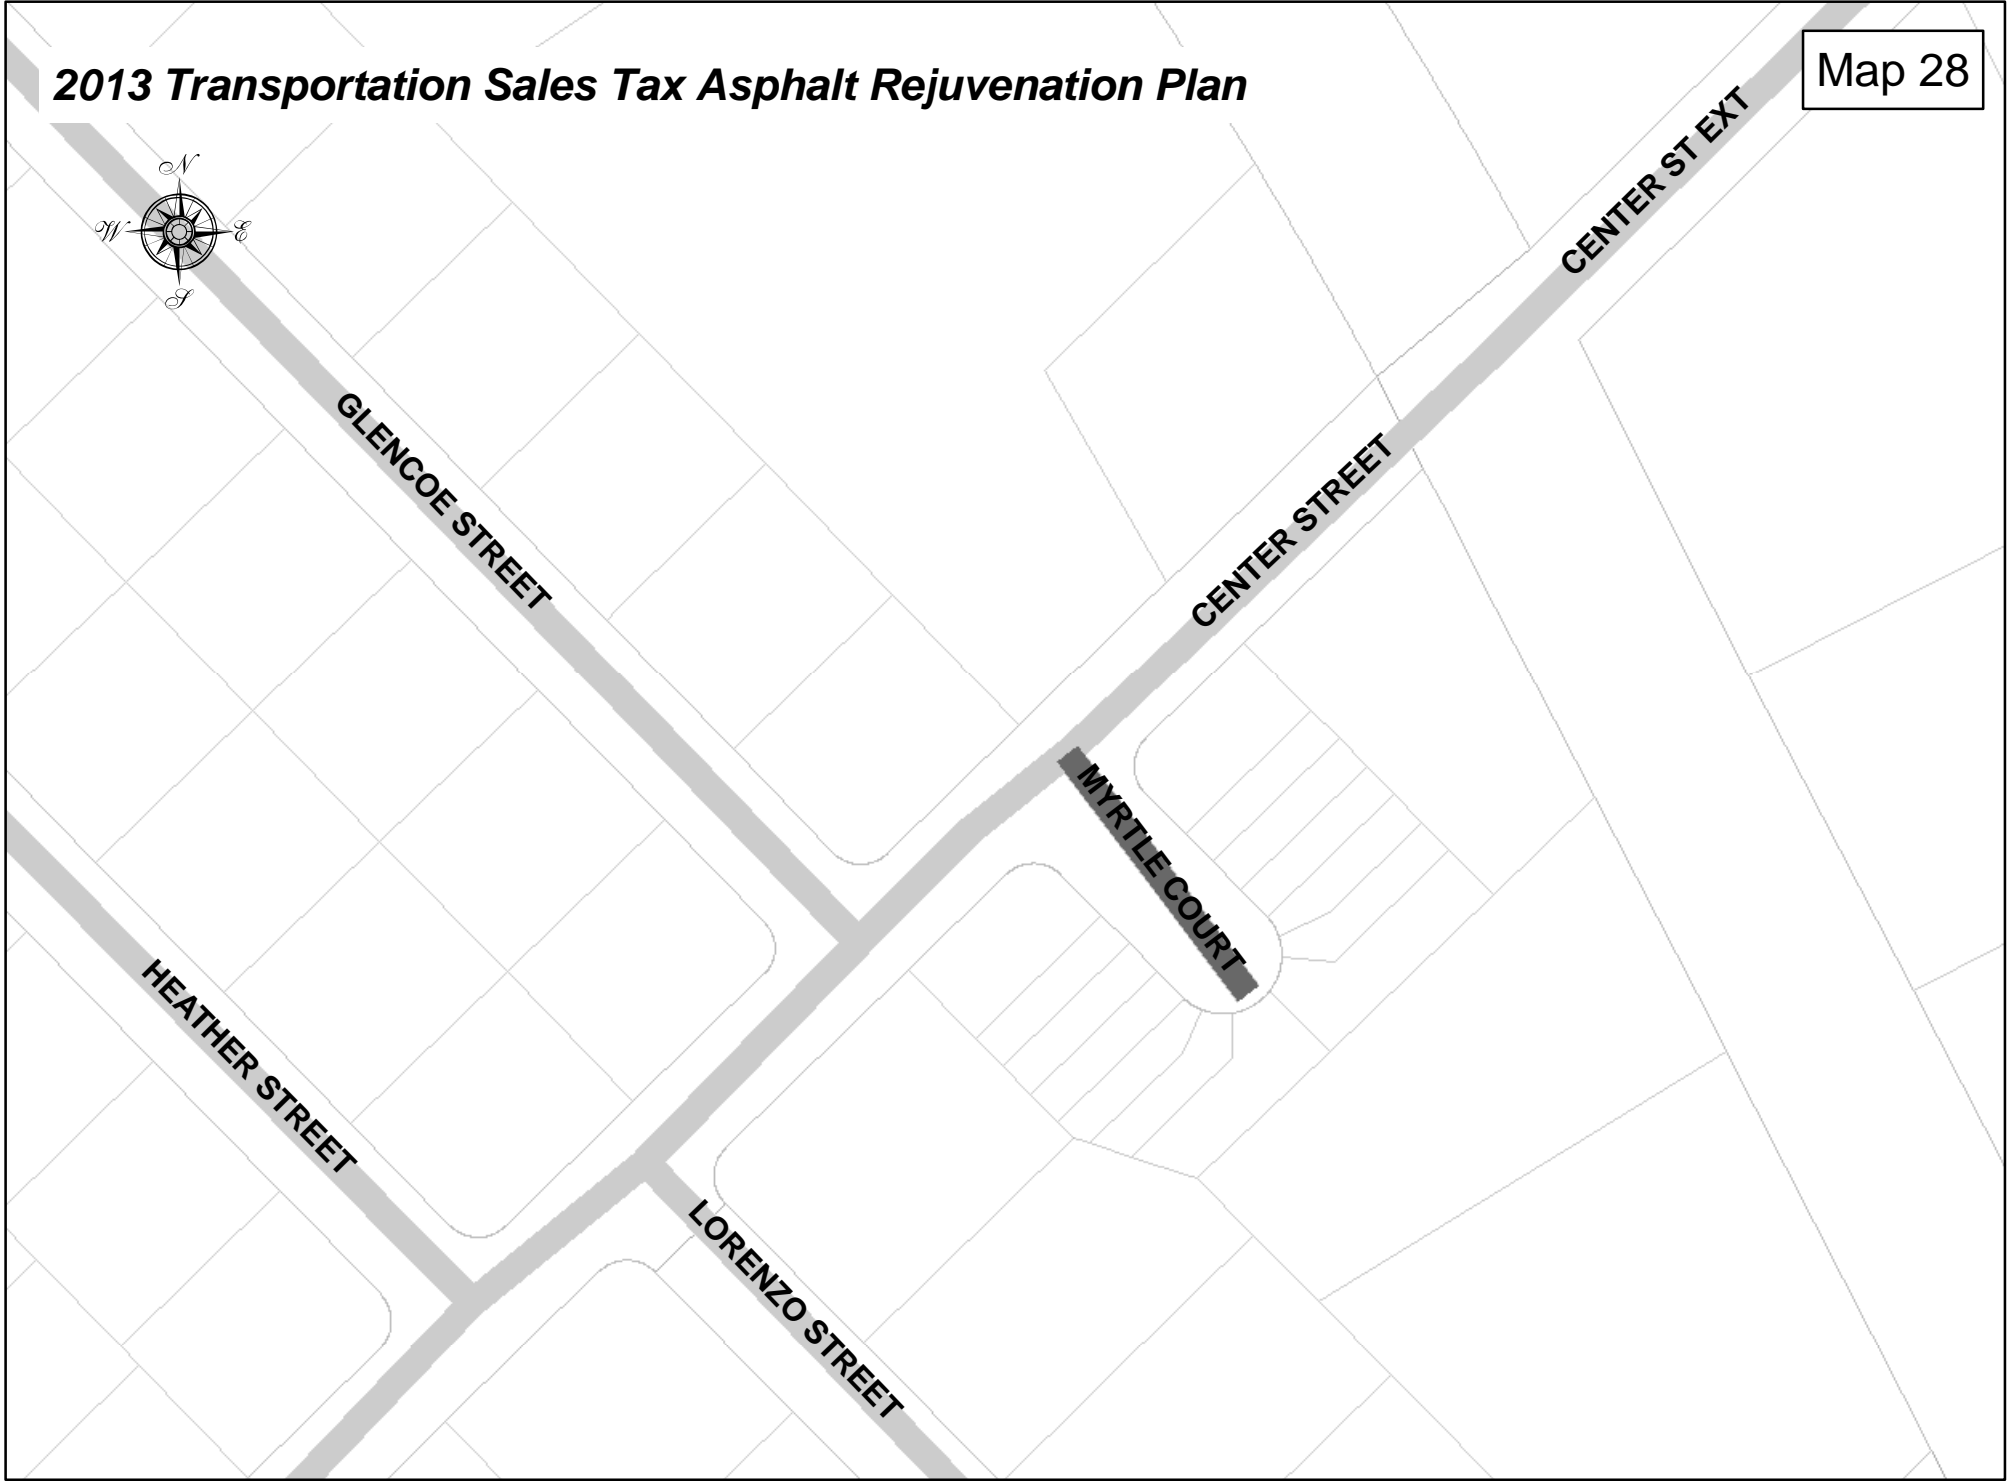 2013 Transportation Sales Tax Asphalt Rejuvenation Plan
Map 28
CENTER ST EXT
N
W
E
S
GLENCOE STREET
CENTER STREET
MYRTLE COURT
HEATHER STREET
LORENZO STREET